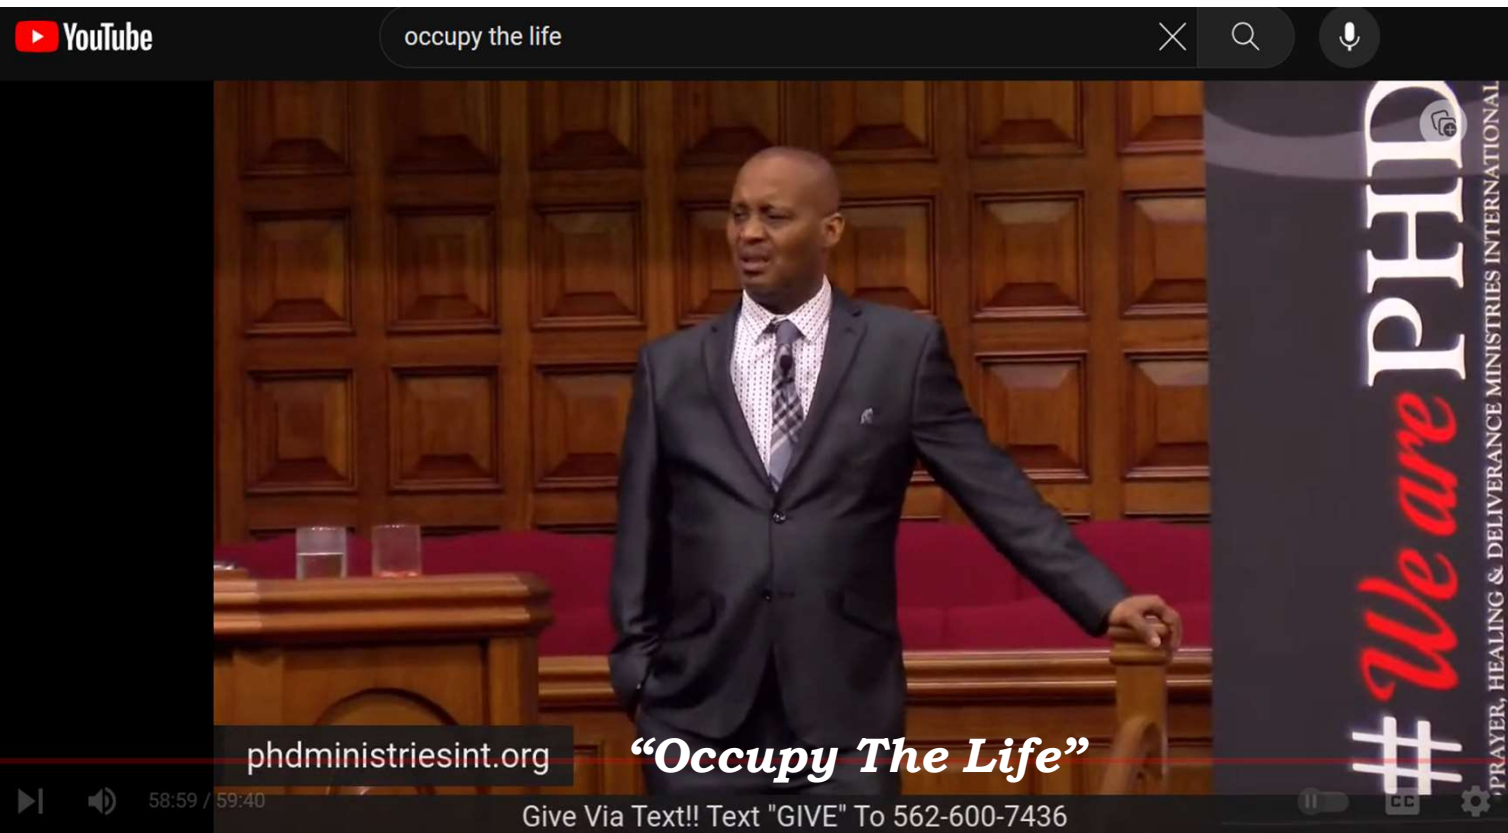 YouTube
occupy the life
#We are PHD
PRAYER, HEALING & DELIVERANCE MINISTRIES INTERNATIONAL
phdministriesint.org
“Occupy The Life”
58:59 / 59:40
CC
Give Via Text!! Text "GIVE" To 562-600-7436